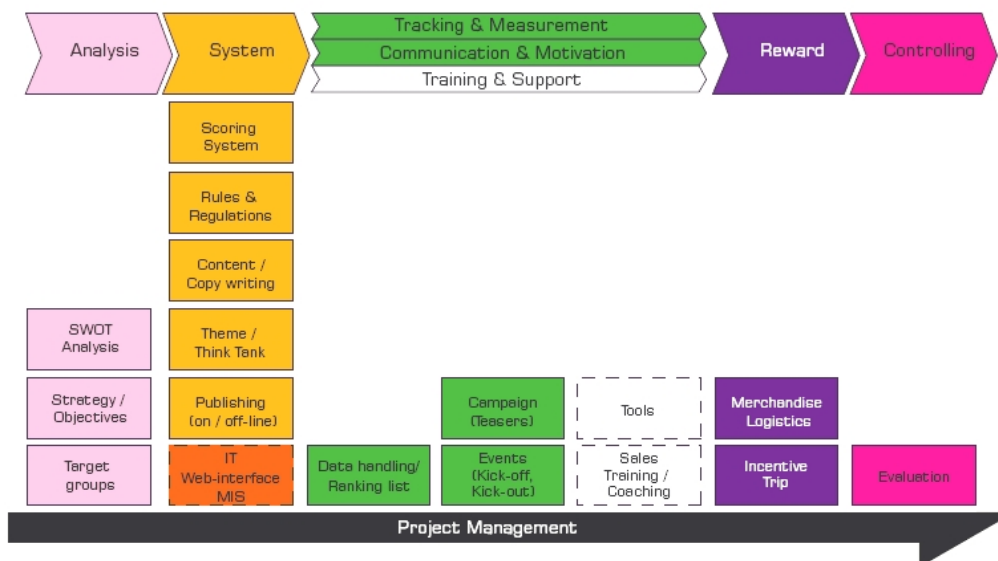 Analysis
System
Tracking & Measurement
Communication & Motivation
Training & Support
Reward
Controlling
Scoring
System
Rules &
Regulations
Content /
Copy writing
SWOT
Analysis
Theme /
Think Tank
Strategy /
Objectives
Publishing
(on / off-line)
Campaign
(Teasers)
Tools
Merchandise
Logistics
Target
groups
IT
Web-interface
MIS
Data handling/
Ranking list
Events
(Kick-off,
Kick-out)
Sales
Training /
Coaching
Incentive
Trip
Evaluation
Project Management